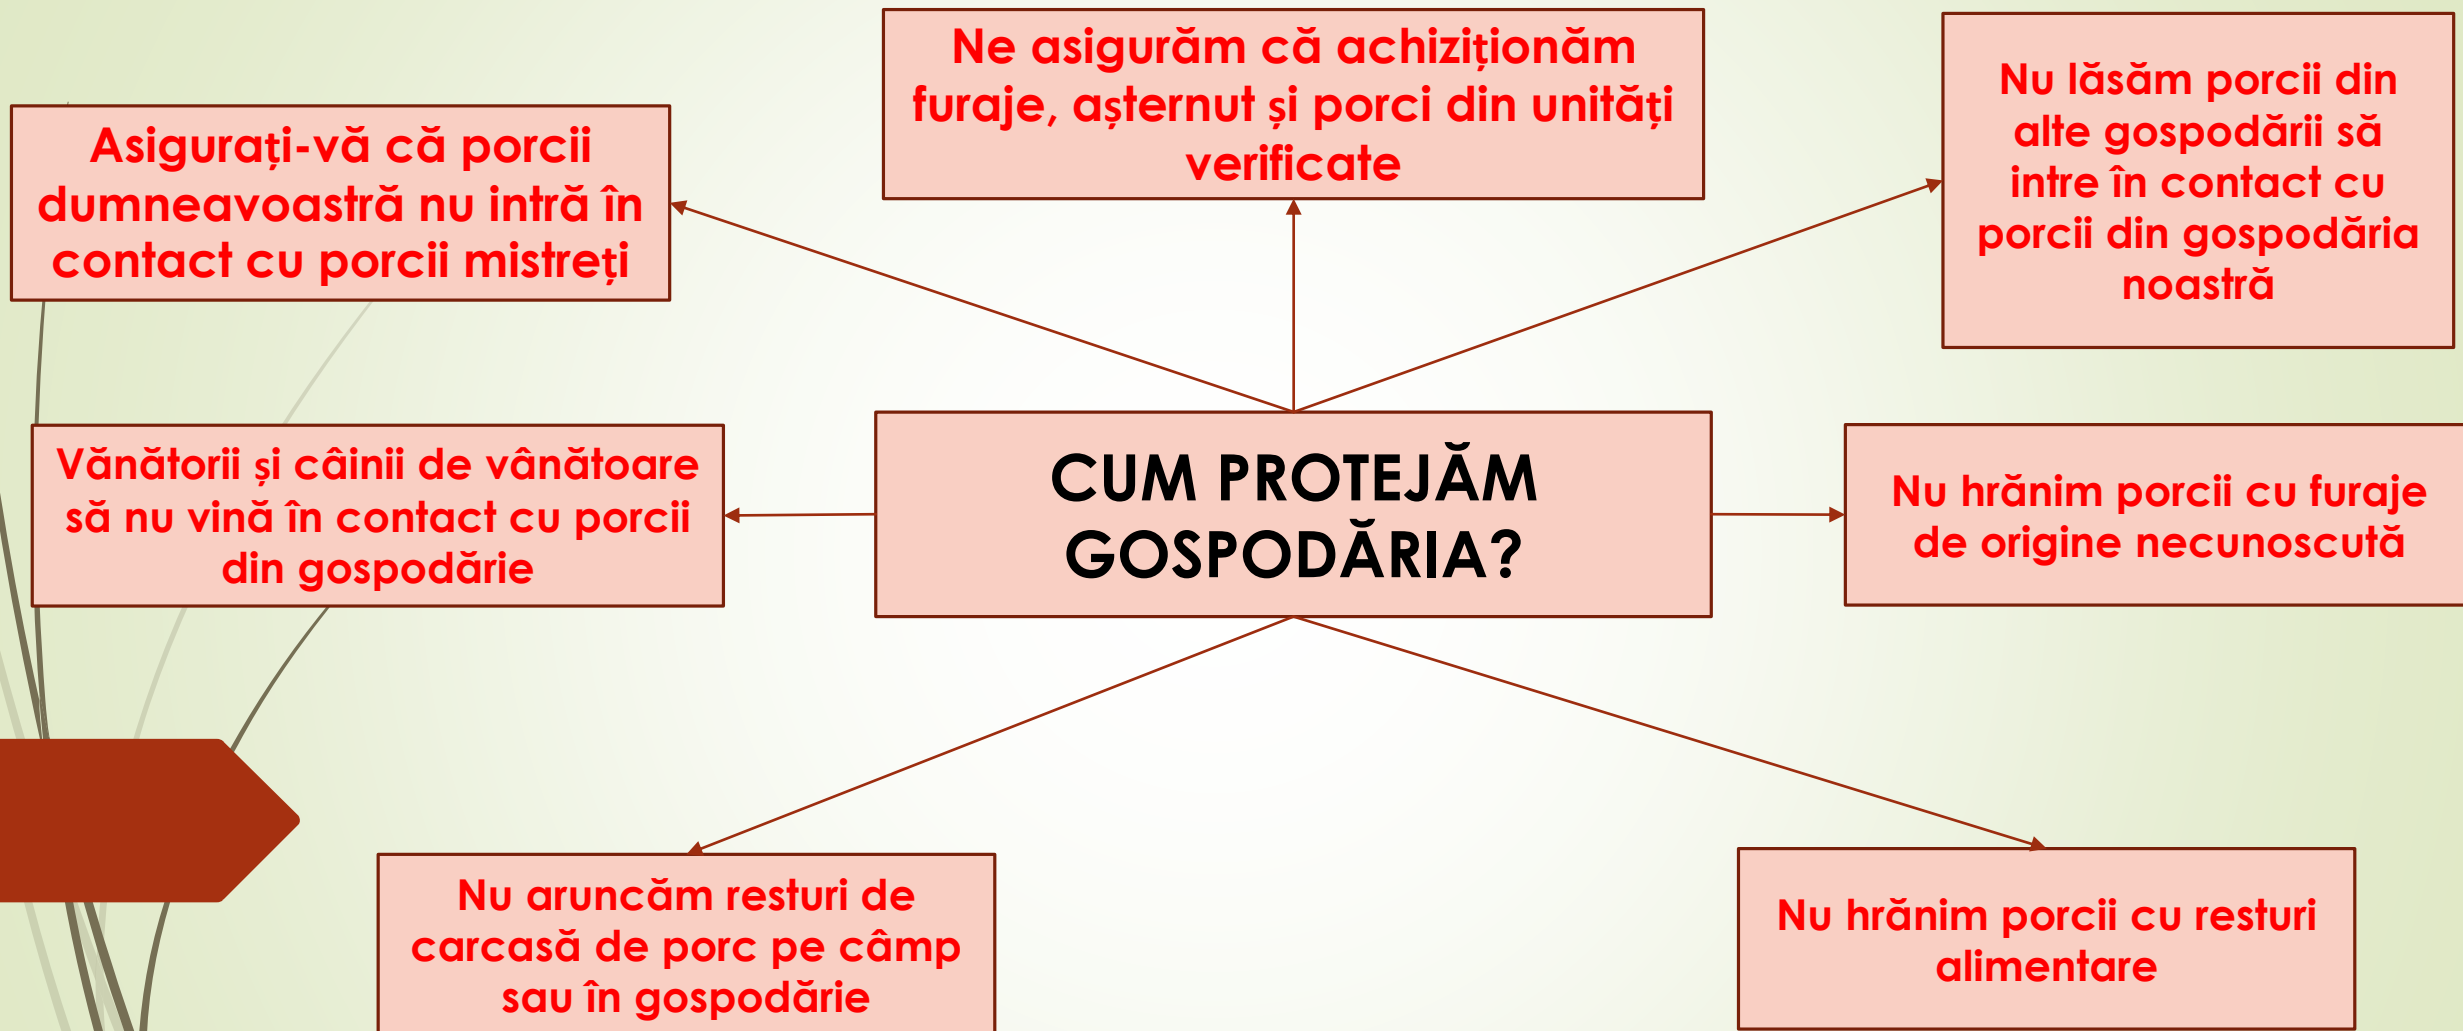 Ne asigurăm că achiziționăm
furaje, așternut și porci din unități
verificate
Nu lăsăm porcii din
alte gospodării să
intre în contact cu
porcii din gospodăria
noastră
Asigurați-vă că porcii
dumneavoastră nu intră în
contact cu porcii mistreți
Vănătorii și câinii de vânătoare
să nu vină în contact cu porcii
din gospodărie
CUM PROTEJĂM
GOSPODĂRIA?
Nu hrănim porcii cu furaje
de origine necunoscută
Nu aruncăm resturi de
carcasă de porc pe câmp
sau în gospodărie
Nu hrănim porcii cu resturi
alimentare